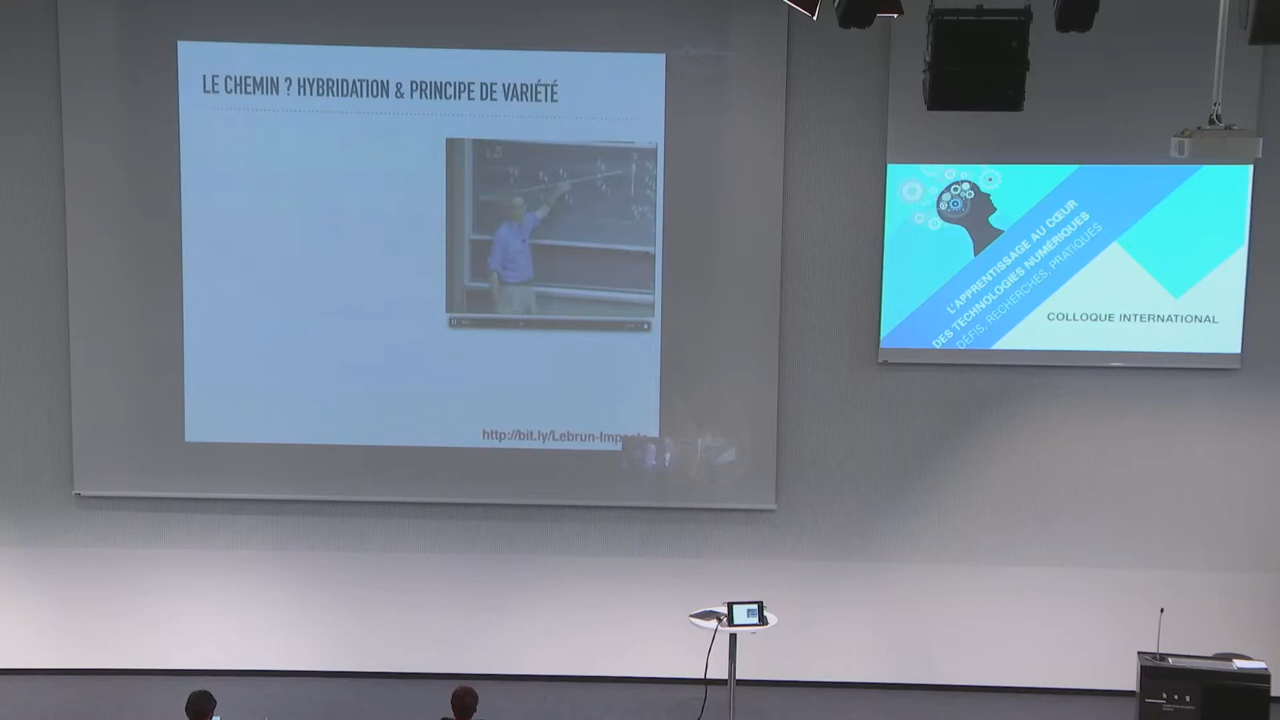 LE CHEMIN ? HYBRIDATION & PRINCIPE DE VARIÉTÉ
http://bit.ly/Lebrun-Imp
L'APPRENTISSAGE AU CŒUR
DES TECHNOLOGIES NUMÉRIQUES
DÉFIS, RECHERCHES, PRATIQUES
COLLOQUE INTERNATIONAL